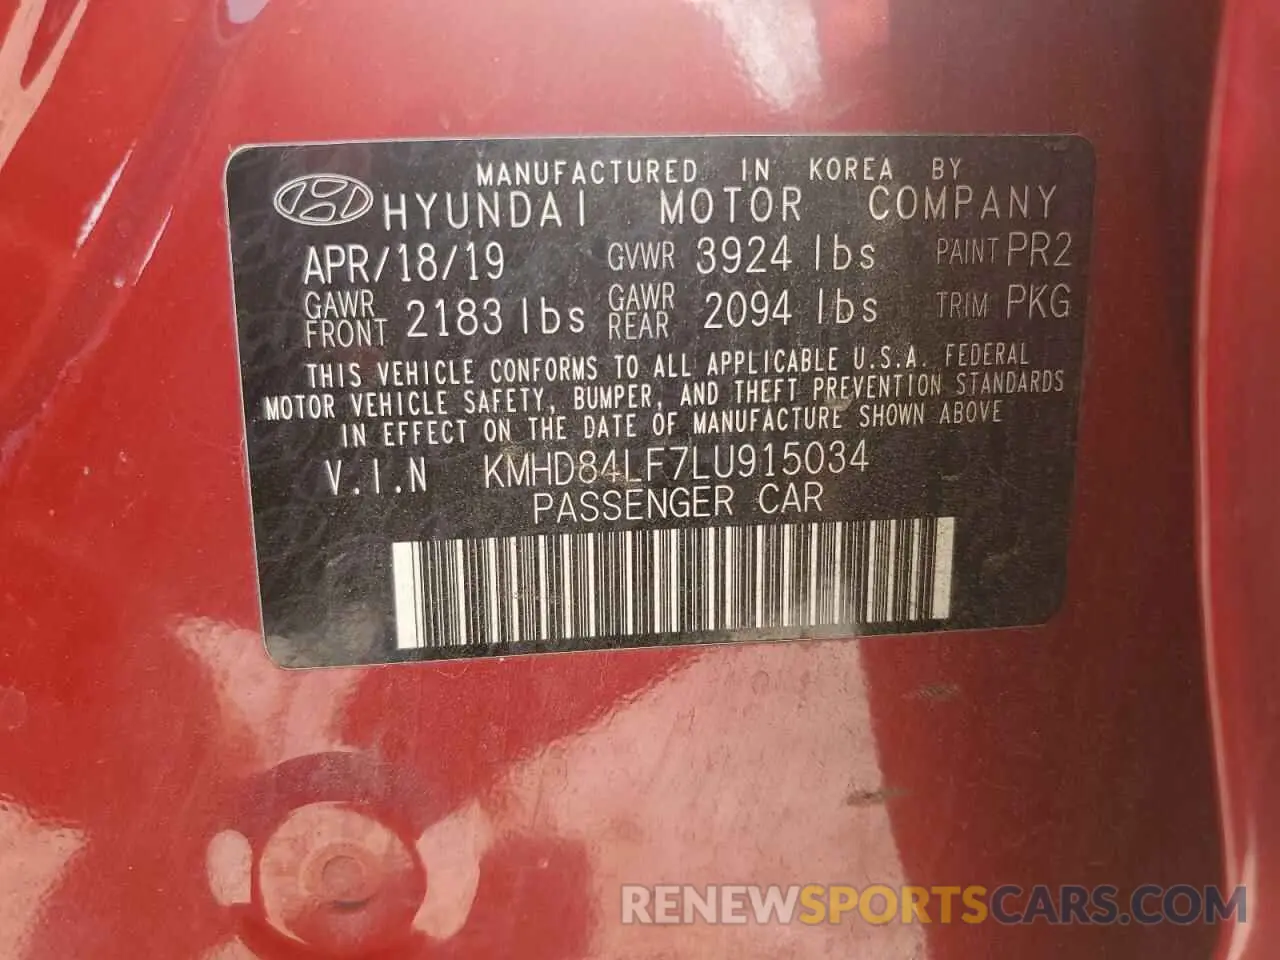 MANUFACTURED IN KOREA BY
HYUNDAI MOTOR COMPANY
APR/18/19 GVWR 3924 lbs PAINT PR2
GAWR FRONT 2183 lbs GAWR REAR 2094 lbs TRIM PKG
THIS VEHICLE CONFORMS TO ALL APPLICABLE U.S.A. FEDERAL
MOTOR VEHICLE SAFETY, BUMPER, AND THEFT PREVENTION STANDARDS
IN EFFECT ON THE DATE OF MANUFACTURE SHOWN ABOVE
V.I.N KMHD84LF7LU915034
PASSENGER CAR
RENEWSPORTSCARS.COM